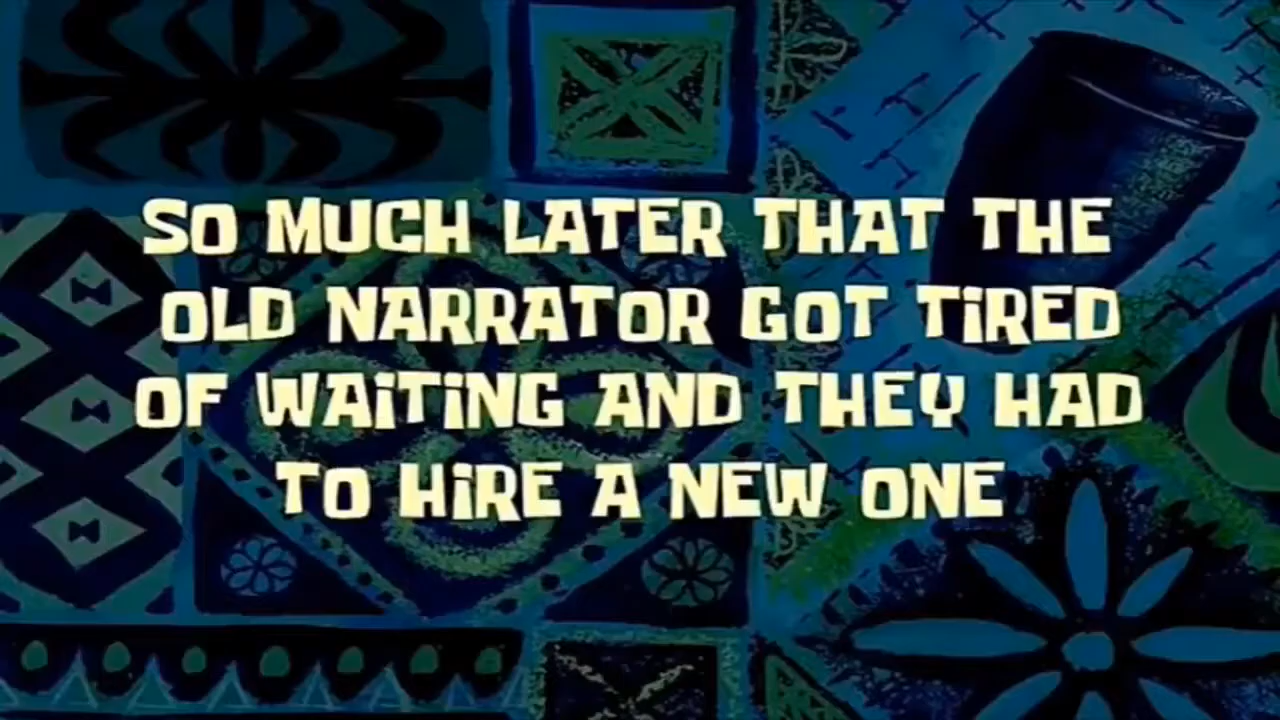 SO MUCH LATER THAT THE
OLD NARRATOR GOT TiRED
OF WAiTiNG AND THEY HAD
TO HiRE A NEW ONE